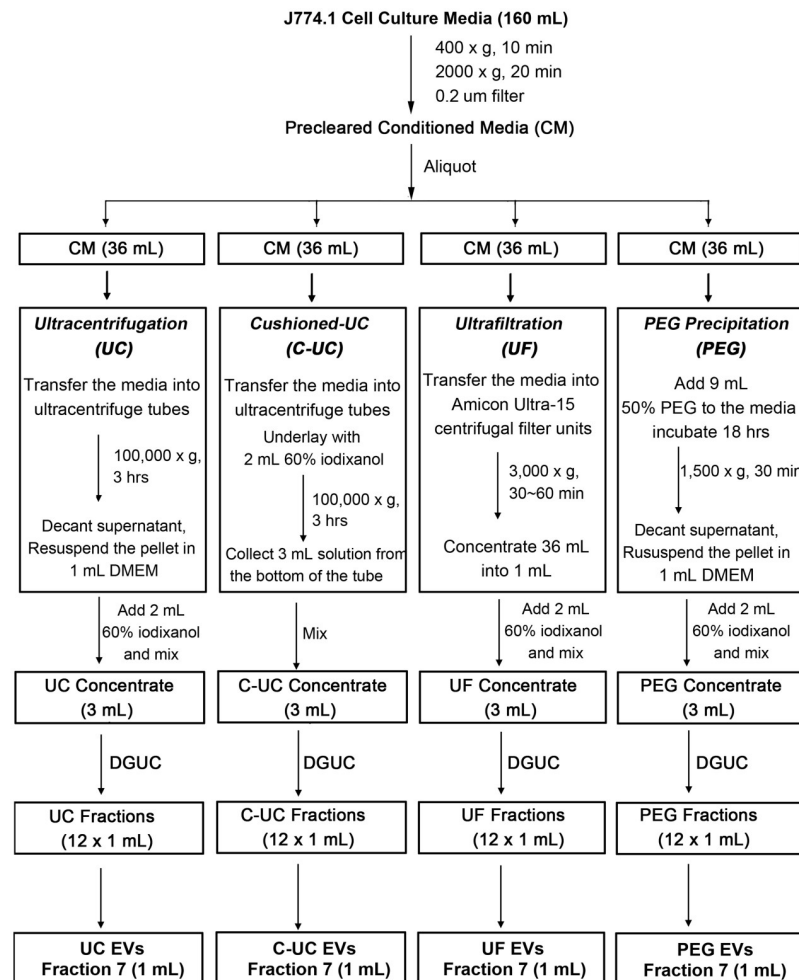 J774.1 Cell Culture Media (160 mL)
400 x g, 10 min
2000 x g, 20 min
0.2 um filter
Precleared Conditioned Media (CM)
Aliquot
CM (36 mL)
CM (36 mL)
CM (36 mL)
CM (36 mL)
Ultracentrifugation
(UC)
Transfer the media into
ultracentrifuge tubes
100,000 x g,
3 hrs
Decant supernatant,
Resuspend the pellet in
1 mL DMEM
Cushioned-UC
(C-UC)
Transfer the media into
ultracentrifuge tubes
Underlay with
2 mL 60% iodixanol
100,000 x g,
3 hrs
Collect 3 mL solution from
the bottom of the tube
Ultrafiltration
(UF)
Transfer the media into
Amicon Ultra-15
centrifugal filter units
3,000 x g,
30~60 min
Concentrate 36 mL
into 1 mL
PEG Precipitation
(PEG)
Add 9 mL
50% PEG to the media
incubate 18 hrs
1,500 x g, 30 min
Decant supernatant,
Rususpend the pellet in
1 mL DMEM
Add 2 mL
60% iodixanol
and mix
Mix
Add 2 mL
60% iodixanol
and mix
Add 2 mL
60% iodixanol
and mix
UC Concentrate
(3 mL)
C-UC Concentrate
(3 mL)
UF Concentrate
(3 mL)
PEG Concentrate
(3 mL)
DGUC
DGUC
DGUC
DGUC
UC Fractions
(12 x 1 mL)
C-UC Fractions
(12 x 1 mL)
UF Fractions
(12 x 1 mL)
PEG Fractions
(12 x 1 mL)
UC EVs
Fraction 7 (1 mL)
C-UC EVs
Fraction 7 (1 mL)
UF EVs
Fraction 7 (1 mL)
PEG EVs
Fraction 7 (1 mL)